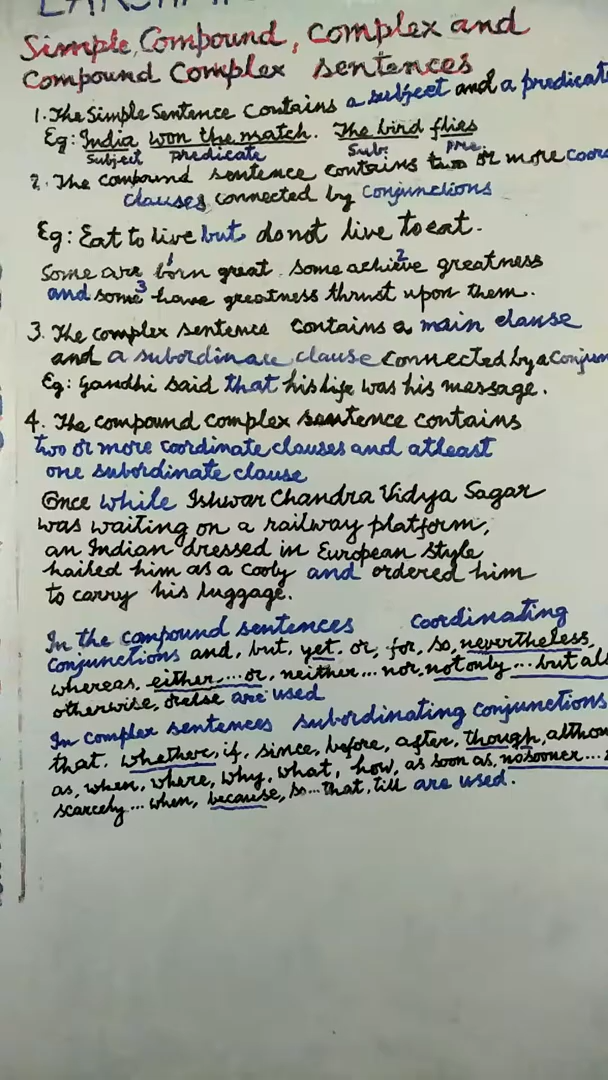 Simple, Compound, Complex and
Compound Complex sentences
1. The Simple Sentence contains a subject and a predicate
Eg: India won the match. The bird flies
Subject predicate Sub: pre
2. The compound sentence contains two or more coor
clauses connected by conjunctions
Eg: Eat to live but do not live to eat.
1 2
Some are born great. Some achieve greatness
3
and some have greatness thrust upon them.
3. The complex sentence contains a main clause
and a subordinate clause connected by a conjun
Eg: Gandhi said that his life was his message.
4. The compound complex sentence contains
two or more coordinate clauses and atleast
one subordinate clause
Once while Ishwar Chandra Vidya Sagar
was waiting on a railway platform,
an Indian dressed in European style
hailed him as a cooly and ordered him
to carry his luggage.
In the compound sentences coordinating
conjunctions and, but, yet, or, for, so, nevertheless,
whereas, either....or, neither... nor, not only ... but al
otherwise, orelse are used
In complex sentences subordinating conjunctions
that, whether, if, since, before, after, though, althou
as, when, where, why, what, how, as soon as, nosooner...
scarcely... when, because, so...that, till are used.